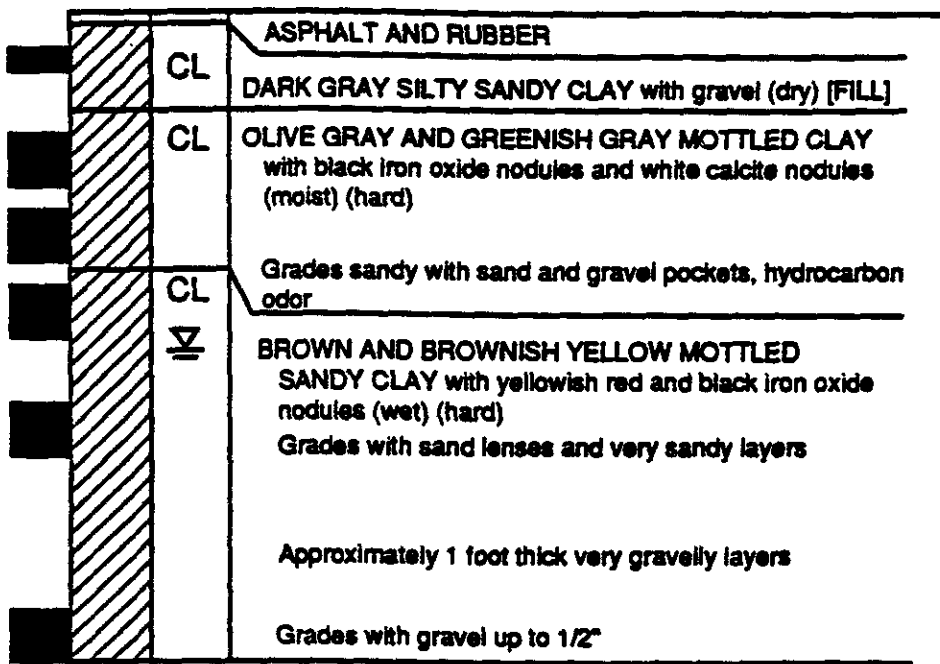 ASPHALT AND RUBBER
CL
DARK GRAY SILTY SANDY CLAY with gravel (dry) [FILL]
CL
OLIVE GRAY AND GREENISH GRAY MOTTLED CLAY
with black iron oxide nodules and white calcite nodules
(moist) (hard)
Grades sandy with sand and gravel pockets, hydrocarbon
odor
CL
BROWN AND BROWNISH YELLOW MOTTLED
SANDY CLAY with yellowish red and black iron oxide
nodules (wet) (hard)
Grades with sand lenses and very sandy layers
Approximately 1 foot thick very gravelly layers
Grades with gravel up to 1/2"